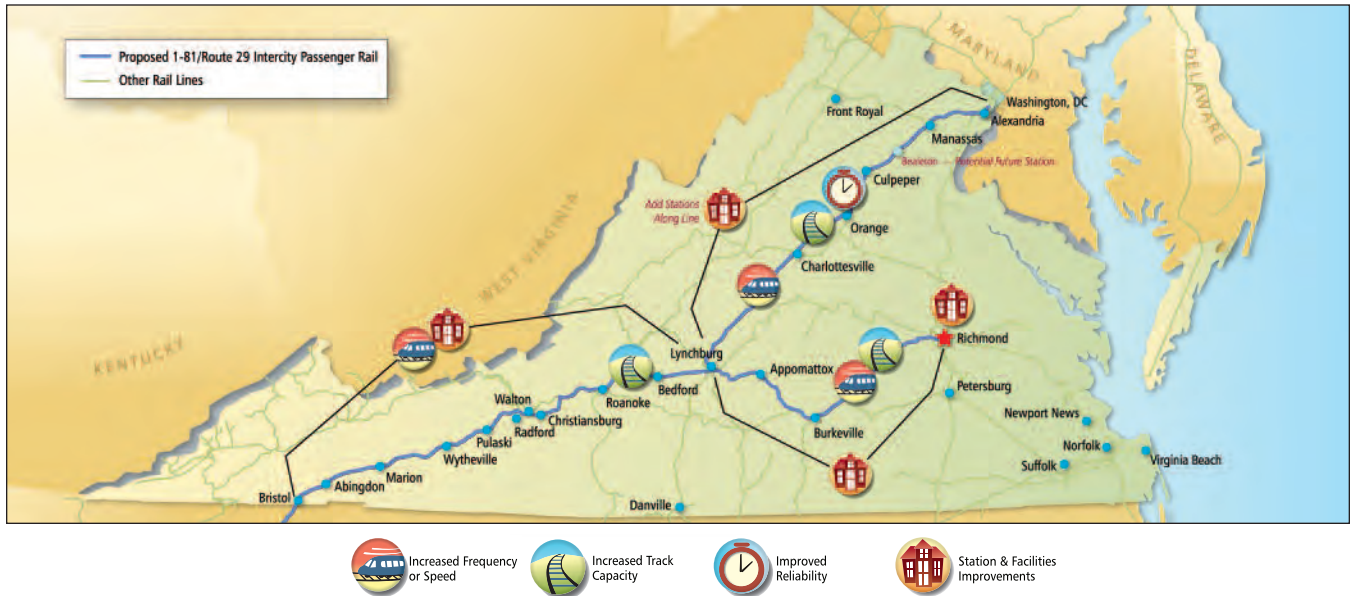 Proposed 1-81/Route 29 Intercity Passenger Rail
Other Rail Lines
MARYLAND
DELAWARE
WEST VIRGINIA
KENTUCKY
Washington, DC
Alexandria
Front Royal
Manassas
Bealeton — Potential Future Station
Culpeper
Add Stations
Along Line
Orange
Charlottesville
Richmond
Lynchburg
Appomattox
Bedford
Roanoke
Petersburg
Walton
Christiansburg
Newport News
Radford
Burkeville
Pulaski
Norfolk
Wytheville
Virginia Beach
Suffolk
Marion
Abingdon
Bristol
Danville
Increased Frequency
or Speed
Increased Track
Capacity
Improved
Reliability
Station & Facilities
Improvements